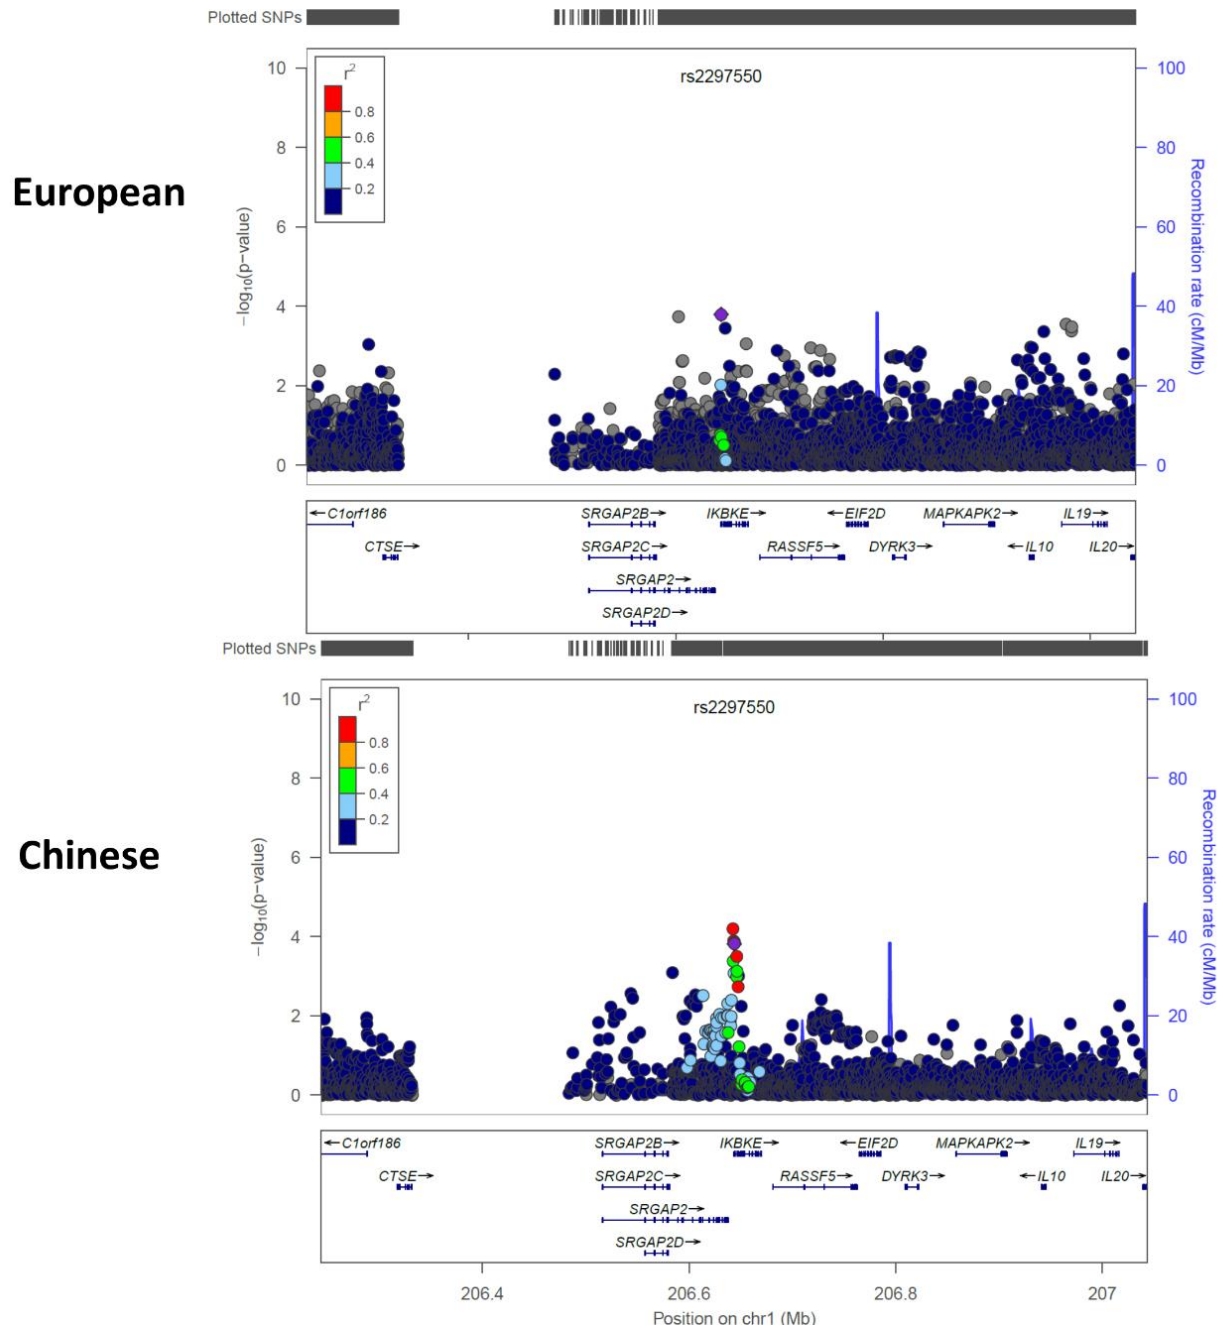 Plotted SNPs
European
rs2297550
r²
0.8
0.6
0.4
0.2
10
8
6
4
2
0
−log₁₀(p−value)
100
80
60
40
20
0
Recombination rate (cM/Mb)
←C1orf186
SRGAP2B→
IKBKE→
←EIF2D
MAPKAPK2→
IL19→
CTSE→
SRGAP2C→
RASSF5→
DYRK3→
←IL10
IL20→
SRGAP2→
SRGAP2D→
Plotted SNPs
Chinese
rs2297550
r²
0.8
0.6
0.4
0.2
10
8
6
4
2
0
−log₁₀(p−value)
100
80
60
40
20
0
Recombination rate (cM/Mb)
←C1orf186
SRGAP2B→
IKBKE→
←EIF2D
MAPKAPK2→
IL19→
CTSE→
SRGAP2C→
RASSF5→
DYRK3→
←IL10
IL20→
SRGAP2→
SRGAP2D→
206.4
206.6
206.8
207
Position on chr1 (Mb)